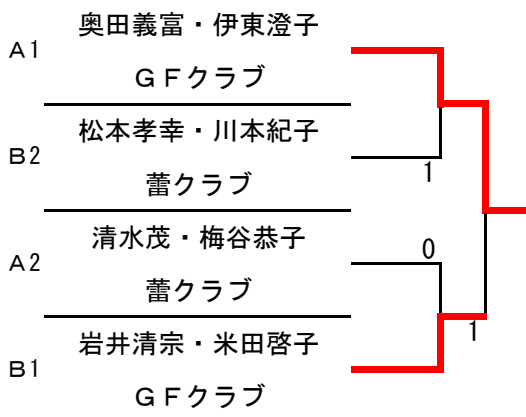 奥田義富・伊東澄子
A1
GFクラブ
松本孝幸・川本紀子
B2
1
蕾クラブ
清水茂・梅谷恭子
0
A2
蕾クラブ
岩井清宗・米田啓子
1
B1
GFクラブ